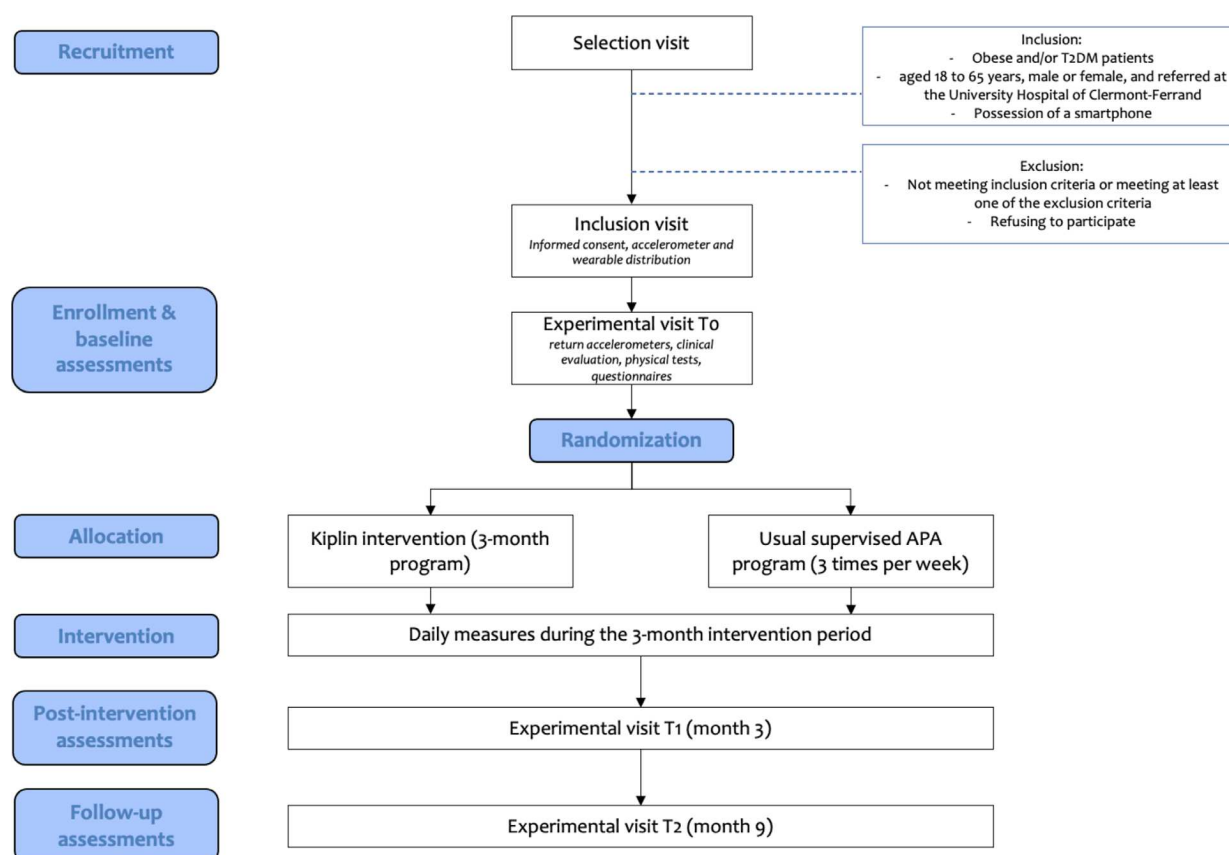 Recruitment
Selection visit
Inclusion:
- Obese and/or T2DM patients
- aged 18 to 65 years, male or female, and referred at
the University Hospital of Clermont-Ferrand
- Possession of a smartphone
Exclusion:
- Not meeting inclusion criteria or meeting at least
one of the exclusion criteria
- Refusing to participate
Inclusion visit
Informed consent, accelerometer and
wearable distribution
Enrollment &
baseline
assessments
Experimental visit T0
return accelerometers, clinical
evaluation, physical tests,
questionnaires
Randomization
Allocation
Kiplin intervention (3-month
program)
Usual supervised APA
program (3 times per week)
Intervention
Daily measures during the 3-month intervention period
Post-intervention
assessments
Experimental visit T1 (month 3)
Follow-up
assessments
Experimental visit T2 (month 9)